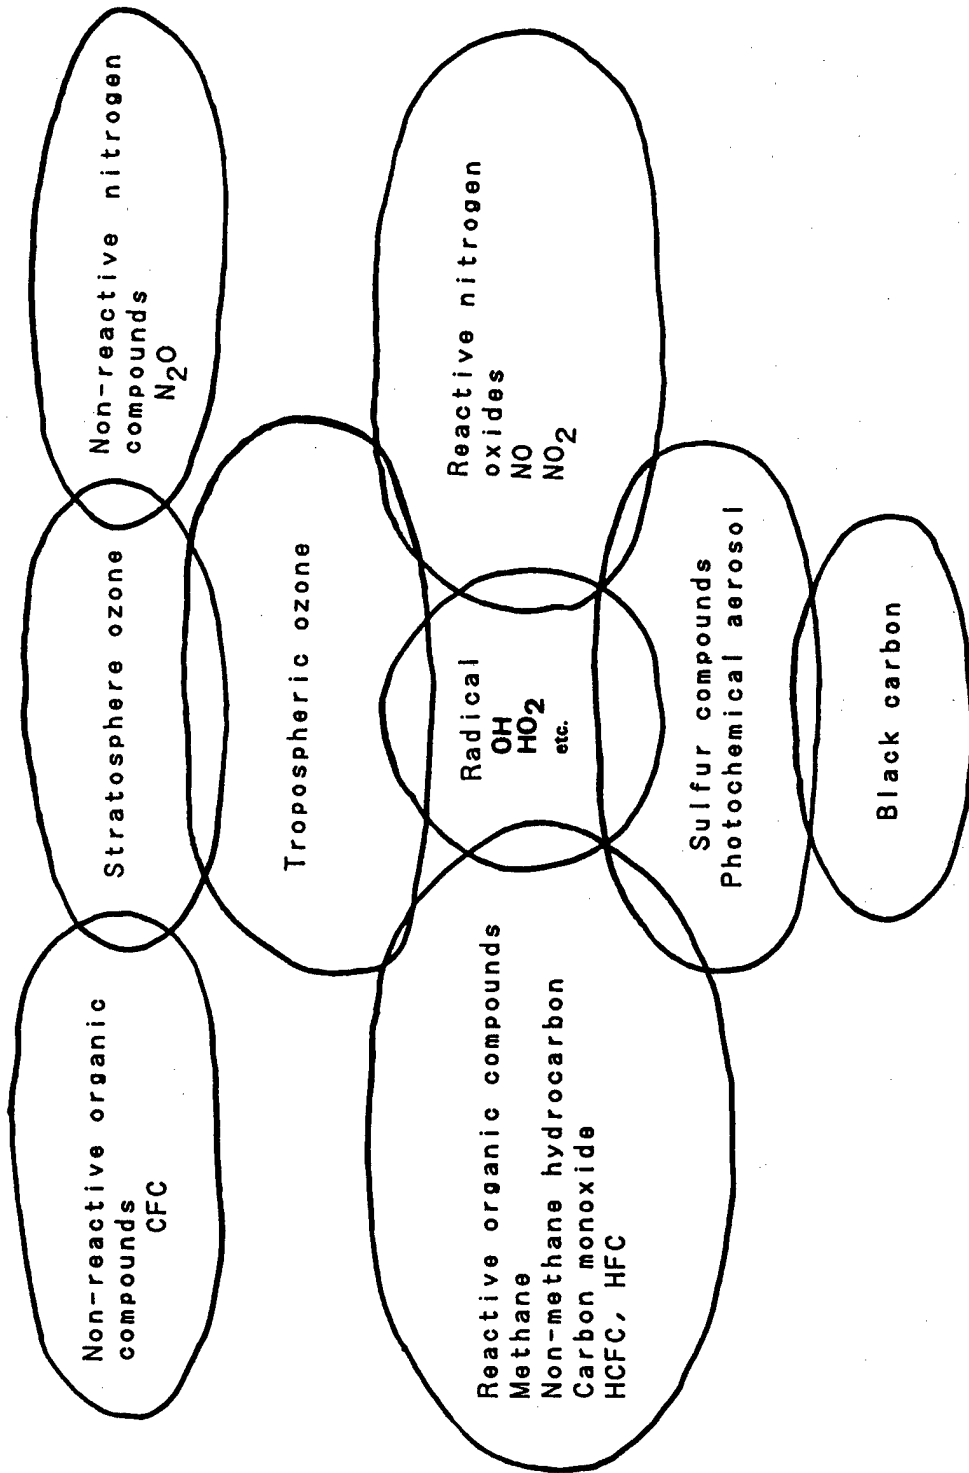 Non-reactive organic
compounds
CFC
Stratosphere ozone
Non-reactive nitrogen
compounds
N₂O
Tropospheric ozone
Reactive organic compounds
Methane
Non-methane hydrocarbon
Carbon monoxide
HCFC, HFC
Radical
OH
HO₂
etc.
Reactive nitrogen
oxides
NO
NO₂
Sulfur compounds
Photochemical aerosol
Black carbon